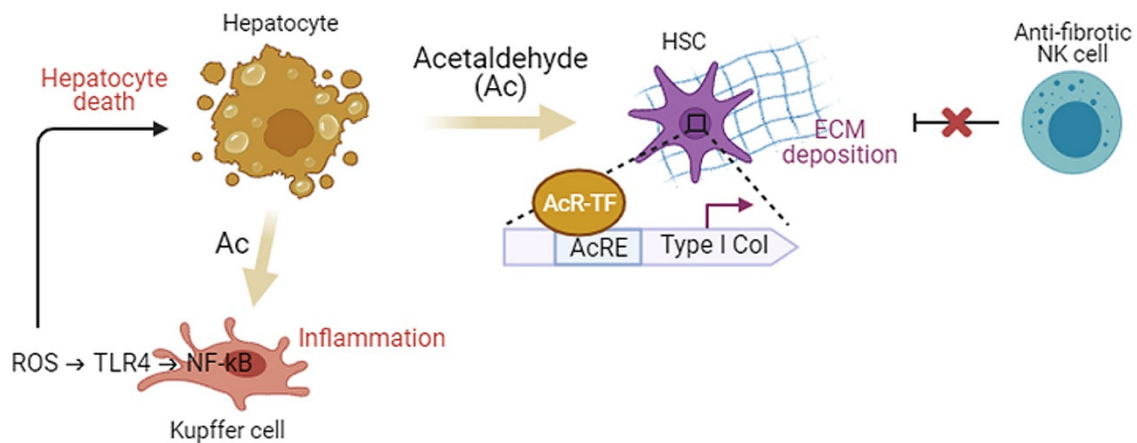 Hepatocyte
Hepatocyte
death
Acetaldehyde
(Ac)
HSC
Anti-fibrotic
NK cell
ECM
deposition
AcR-TF
AcRE
Type I Col
Ac
Inflammation
ROS → TLR4 → NF-kB
Kupffer cell